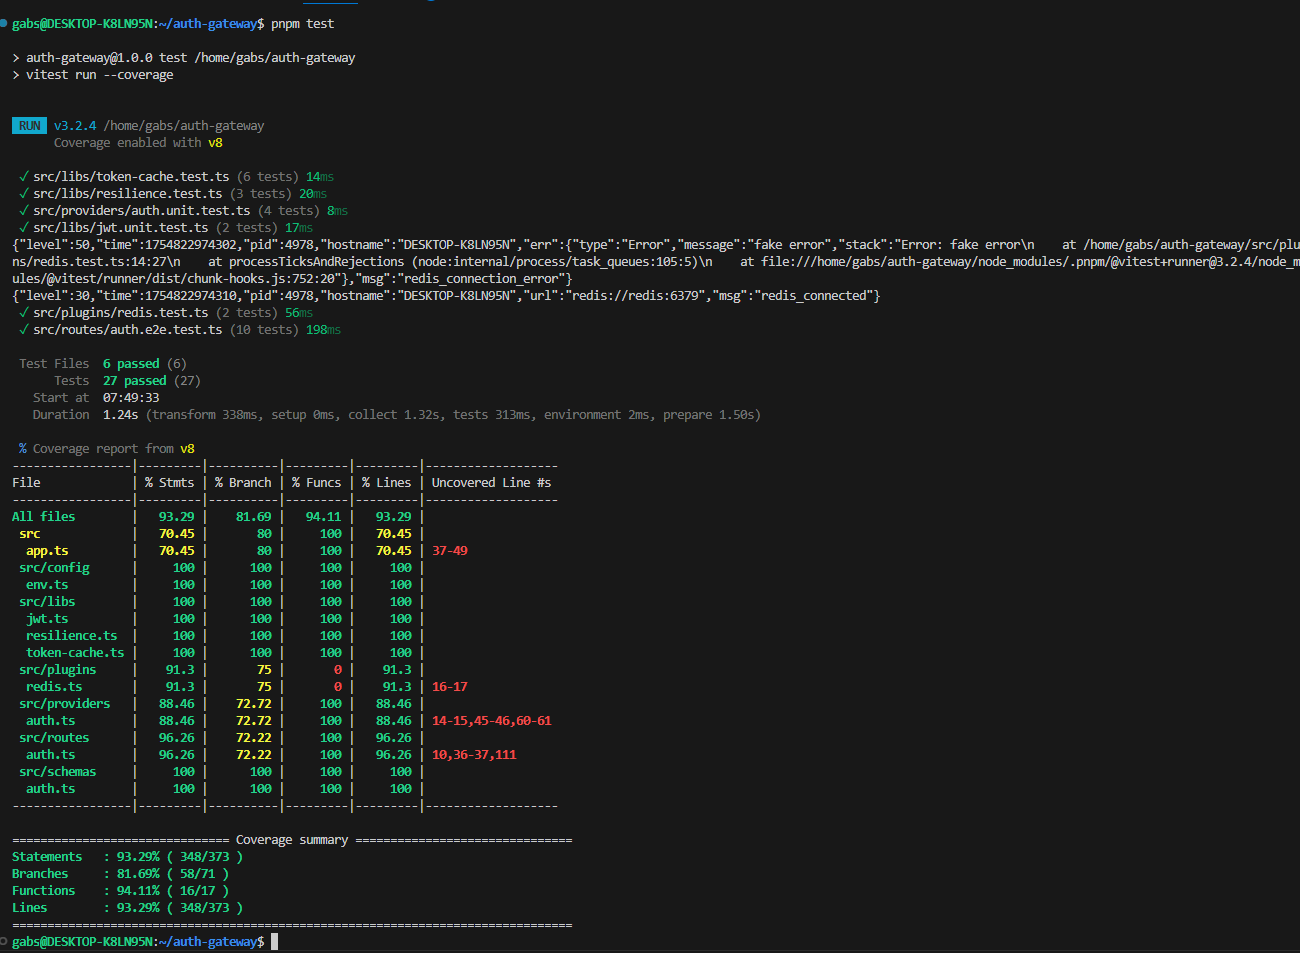 gabs@DESKTOP-K8LN95N:~/auth-gateway$ pnpm test
> auth-gateway@1.0.0 test /home/gabs/auth-gateway
> vitest run --coverage
RUN v3.2.4 /home/gabs/auth-gateway
Coverage enabled with v8
✓ src/libs/token-cache.test.ts (6 tests) 14ms
✓ src/libs/resilience.test.ts (3 tests) 20ms
✓ src/providers/auth.unit.test.ts (4 tests) 8ms
✓ src/libs/jwt.unit.test.ts (2 tests) 17ms
{"level":50,"time":1754822974302,"pid":4978,"hostname":"DESKTOP-K8LN95N","err":{"type":"Error","message":"fake error","stack":"Error: fake error\n    at /home/gabs/auth-gateway/src/plu
ns/redis.test.ts:14:27\n    at processTicksAndRejections (node:internal/process/task_queues:105:5)\n    at file:///home/gabs/auth-gateway/node_modules/.pnpm/@vitest+runner@3.2.4/node_m
ules/@vitest/runner/dist/chunk-hooks.js:752:20"},"msg":"redis_connection_error"}
{"level":30,"time":1754822974310,"pid":4978,"hostname":"DESKTOP-K8LN95N","url":"redis://redis:6379","msg":"redis_connected"}
✓ src/plugins/redis.test.ts (2 tests) 56ms
✓ src/routes/auth.e2e.test.ts (10 tests) 198ms
Test Files  6 passed (6)
Tests  27 passed (27)
Start at  07:49:33
Duration  1.24s (transform 338ms, setup 0ms, collect 1.32s, tests 313ms, environment 2ms, prepare 1.50s)
% Coverage report from v8
-----------------|---------|----------|---------|---------|-------------------
File             | % Stmts | % Branch | % Funcs | % Lines | Uncovered Line #s
-----------------|---------|----------|---------|---------|-------------------
All files        |   93.29 |    81.69 |   94.11 |   93.29 |
 src             |   70.45 |       80 |     100 |   70.45 |
  app.ts         |   70.45 |       80 |     100 |   70.45 | 37-49
 src/config      |     100 |      100 |     100 |     100 |
  env.ts         |     100 |      100 |     100 |     100 |
 src/libs        |     100 |      100 |     100 |     100 |
  jwt.ts         |     100 |      100 |     100 |     100 |
  resilience.ts  |     100 |      100 |     100 |     100 |
  token-cache.ts |     100 |      100 |     100 |     100 |
 src/plugins     |    91.3 |       75 |       0 |    91.3 |
  redis.ts       |    91.3 |       75 |       0 |    91.3 | 16-17
 src/providers   |   88.46 |    72.72 |     100 |   88.46 |
  auth.ts        |   88.46 |    72.72 |     100 |   88.46 | 14-15,45-46,60-61
 src/routes      |   96.26 |    72.22 |     100 |   96.26 |
  auth.ts        |   96.26 |    72.22 |     100 |   96.26 | 10,36-37,111
 src/schemas     |     100 |      100 |     100 |     100 |
  auth.ts        |     100 |      100 |     100 |     100 |
-----------------|---------|----------|---------|---------|-------------------
=============================== Coverage summary ===============================
Statements   : 93.29% ( 348/373 )
Branches     : 81.69% ( 58/71 )
Functions    : 94.11% ( 16/17 )
Lines        : 93.29% ( 348/373 )
================================================================================
gabs@DESKTOP-K8LN95N:~/auth-gateway$